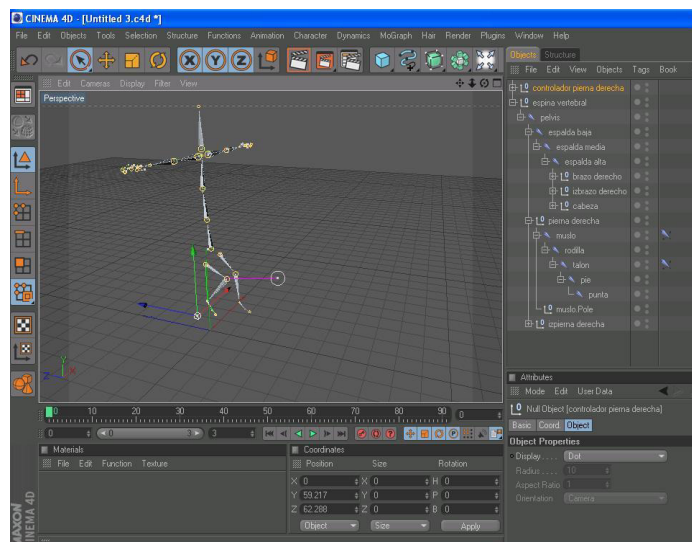 CINEMA 4D - [Untitled 3.c4d *]
File Edit Objects Tools Selection Structure Functions Animation Character Dynamics MoGraph Hair Render Plugins Window Help
Objects Structure
Edit Cameras Display Filter View
File Edit View Objects Tags Book
Perspective
controlador pierna derecha
espina vertebral
pelvis
espalda baja
espalda media
espalda alta
brazo derecho
izbrazo derecho
cabeza
pierna derecha
muslo
rodilla
talon
pie
punta
muslo.Pole
izpierna derecha
Y
Z X
Attributes
Mode Edit User Data
Null Object [controlador pierna derecha]
Basic Coord. Object
Object Properties
Display . . . . Dot
Radius . . . . 10
Aspect Ratio 1
Orientation Camera
0 10 20 30 40 50 60 70 80 90 0
0 0 3
Materials
File Edit Function Texture
Coordinates
Position Size Rotation
X 0 X 0 H 0
Y 59.217 Y 0 P 0
Z 62.288 Z 0 B 0
Object Size Apply
MAXON
CINEMA 4D